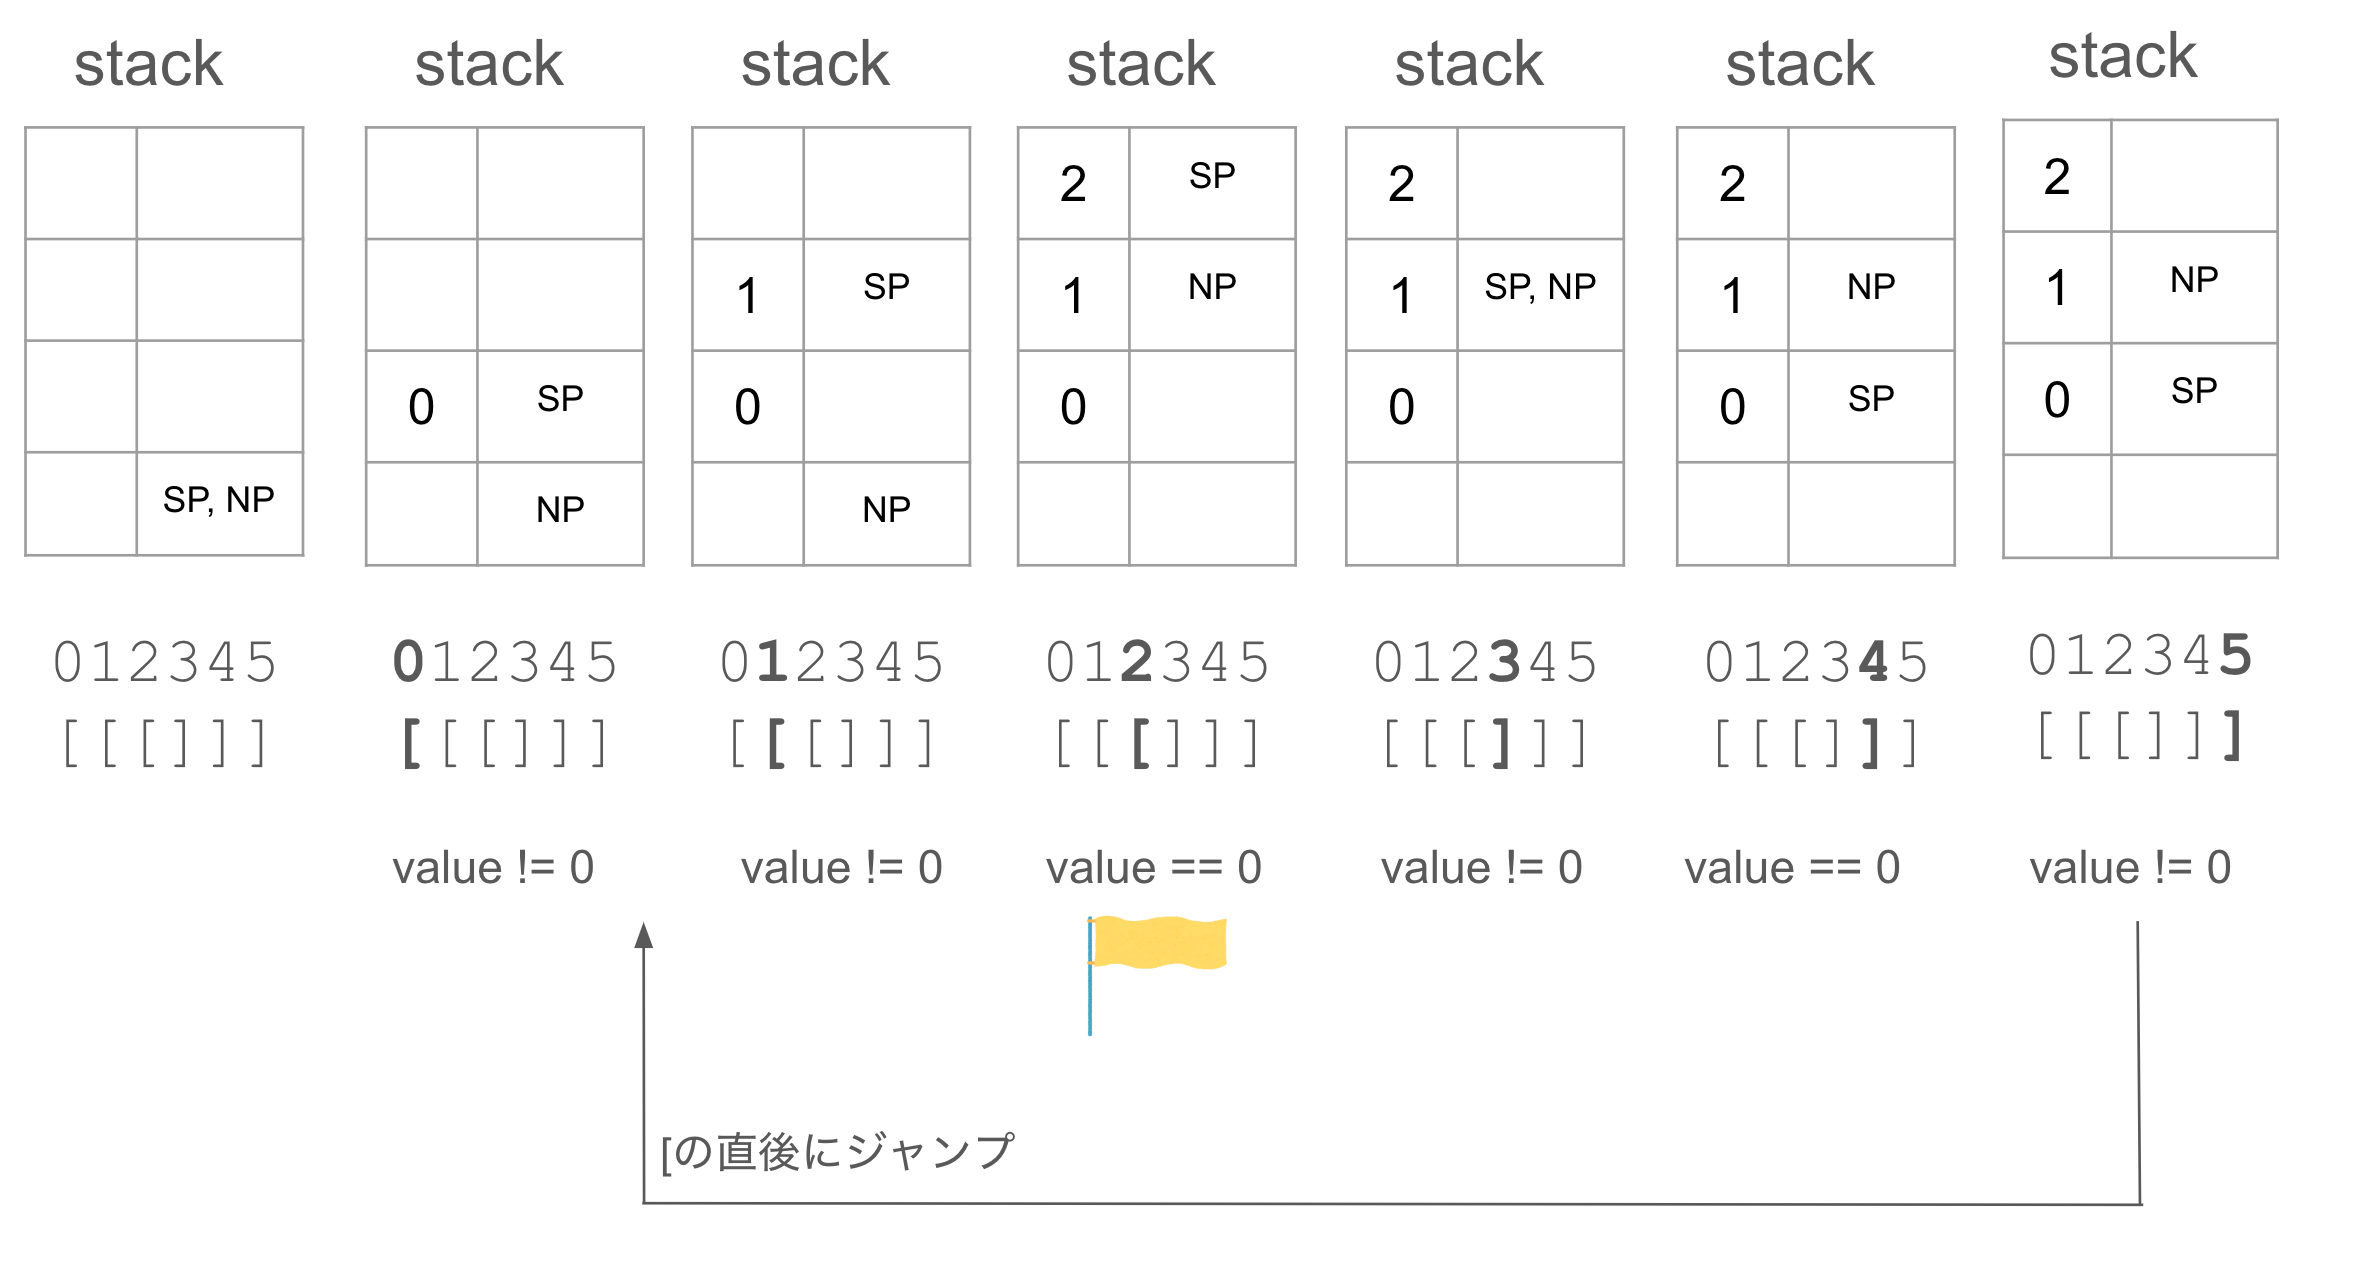 stack
stack
stack
stack
stack
stack
stack
2 SP
2
2
2
1 SP
1 NP
1 SP, NP
1 NP
1 NP
0 SP
0
0
0
0 SP
0 SP
SP, NP
NP
NP
012345
012345
012345
012345
012345
012345
012345
[[[]]]
[[[]]]
[[[]]]
[[[]]]
[[[]]]
[[[]]]
[[[]]]
value != 0
value != 0
value == 0
value != 0
value == 0
value != 0
[の直後にジャンプ